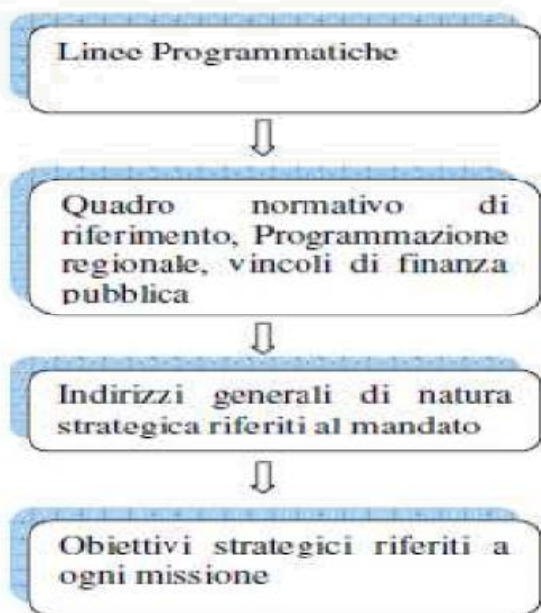 Linee Programmatiche
Quadro normativo di
riferimento, Programmazione
regionale, vincoli di finanza
pubblica
Indirizzi generali di natura
strategica riferiti al mandato
Obiettivi strategici riferiti a
ogni missione